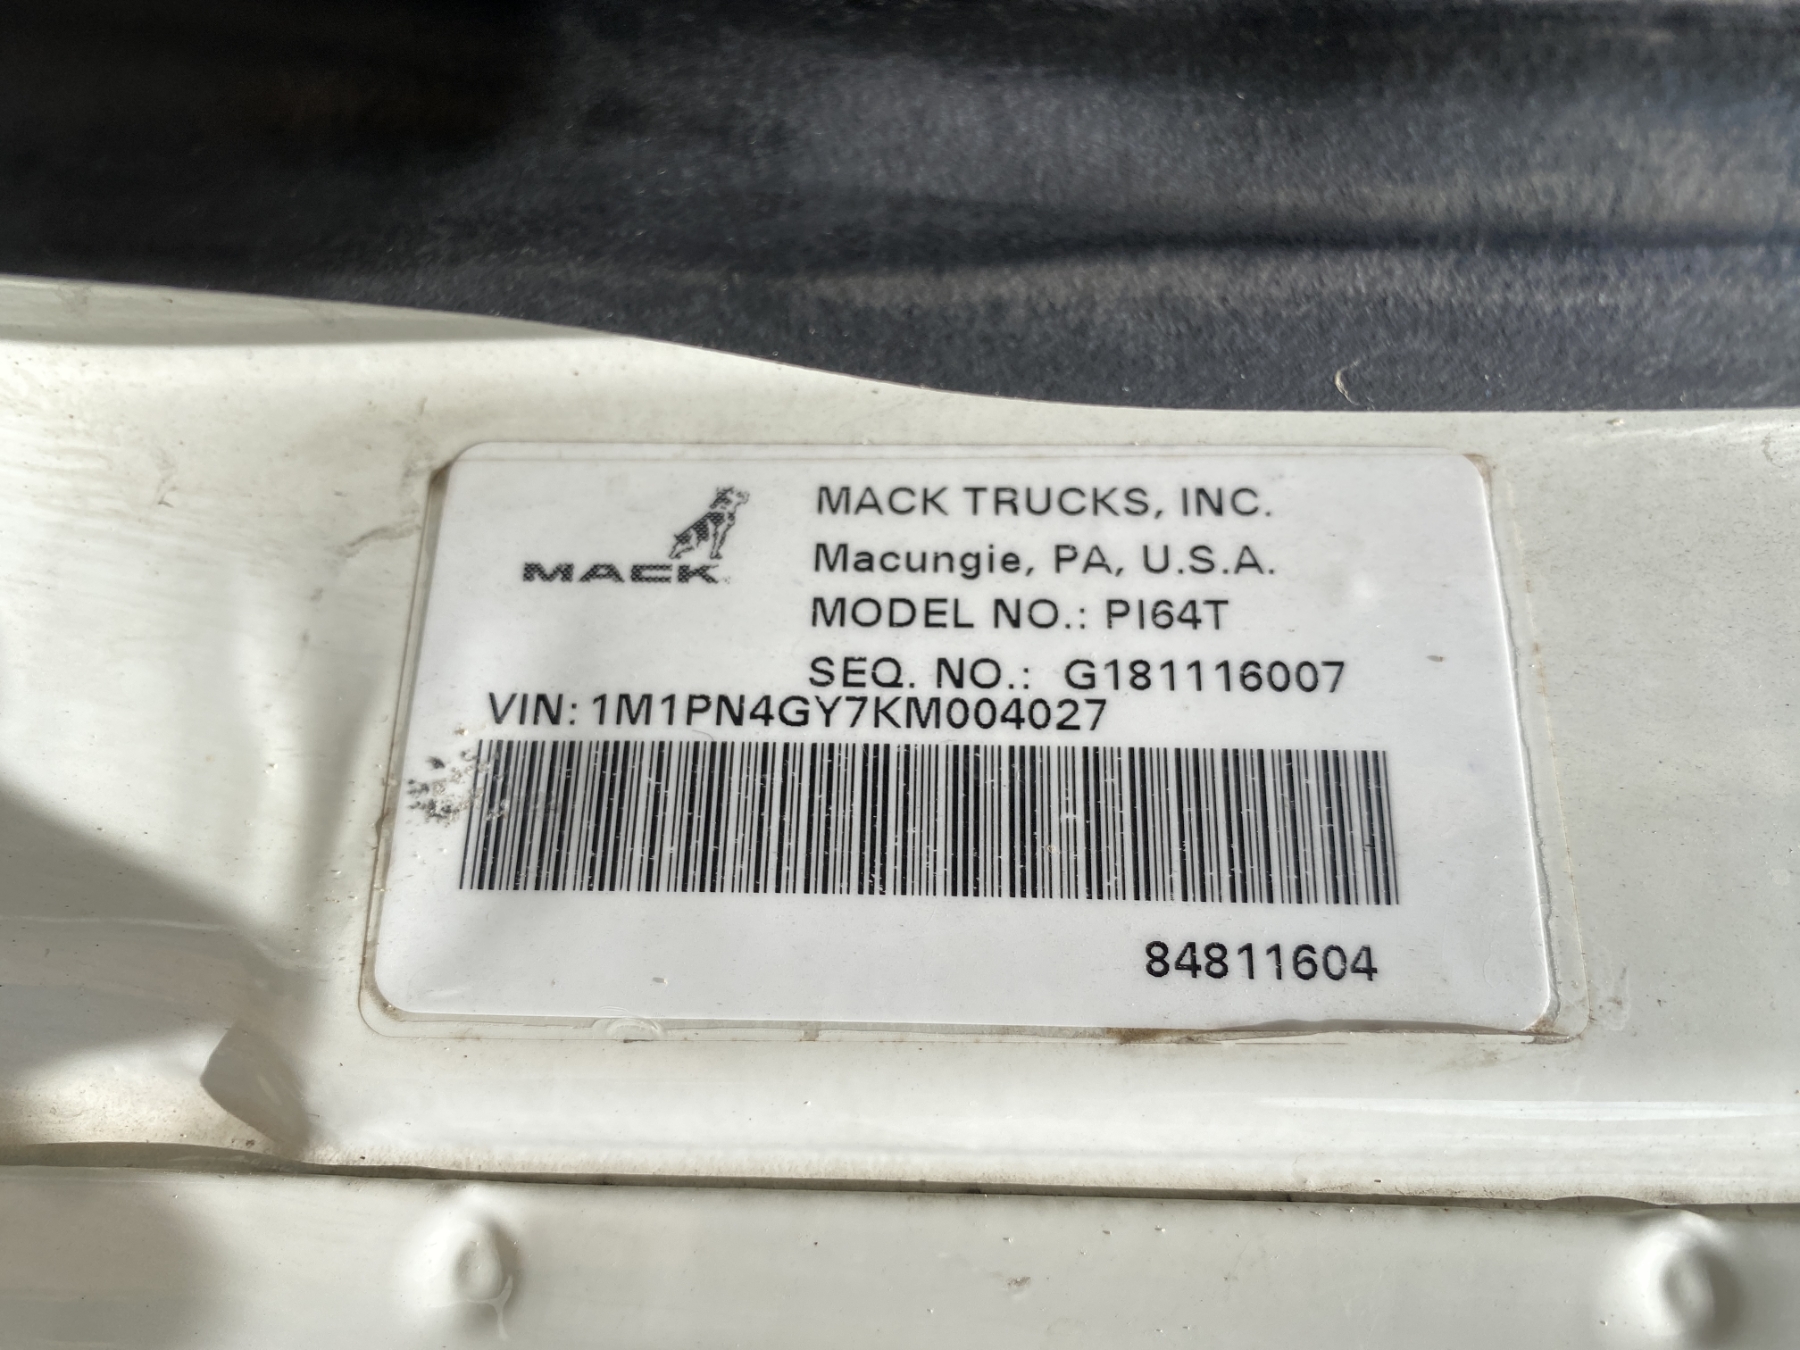 MACK
MACK TRUCKS, INC.
Macungie, PA, U.S.A.
MODEL NO.: PI64T
SEQ. NO.: G181116007
VIN: 1M1PN4GY7KM004027
84811604